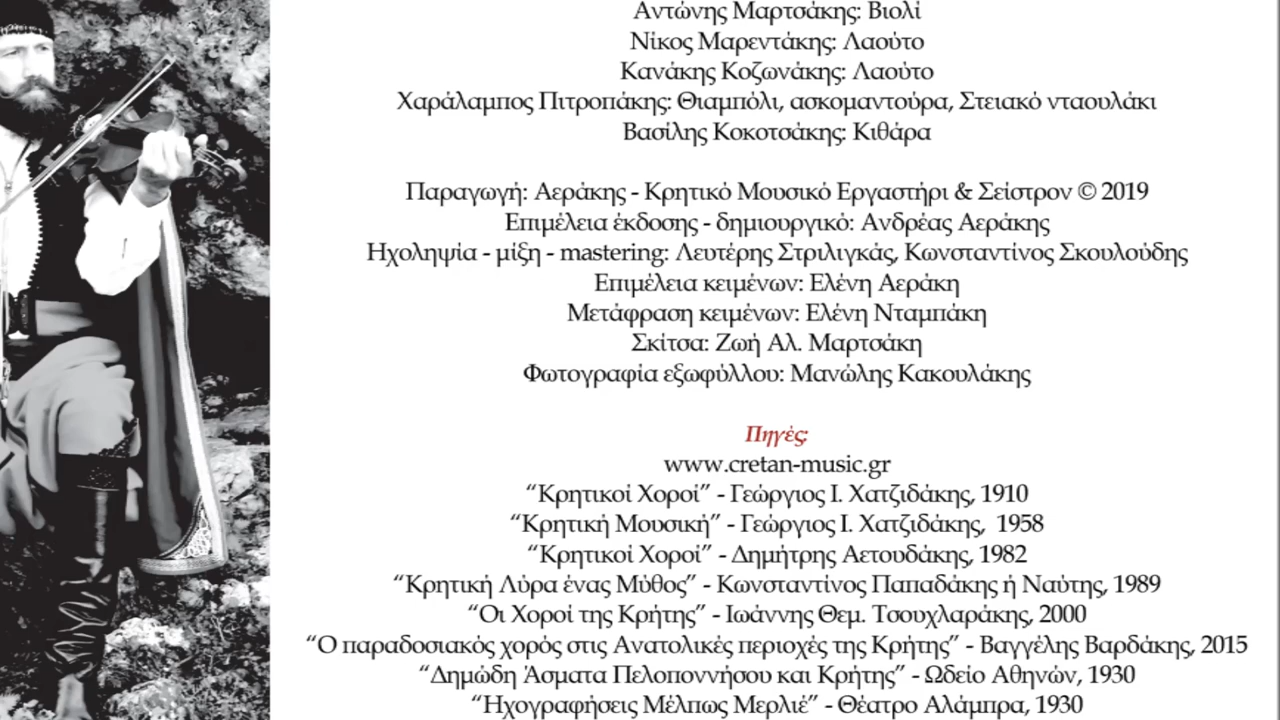 Αντώνης Μαρτσάκης: Βιολί
Νίκος Μαρεντάκης: Λαούτο
Κανάκης Κοζωνάκης: Λαούτο
Χαράλαμπος Πιτροπάκης: Θιαμπόλι, ασκομαντούρα, Στειακό νταουλάκι
Βασίλης Κοκοτσάκης: Κιθάρα
Παραγωγή: Αεράκης - Κρητικό Μουσικό Εργαστήρι & Σείστρον © 2019
Επιμέλεια έκδοσης - δημιουργικό: Ανδρέας Αεράκης
Ηχοληψία - μίξη - mastering: Λευτέρης Στριλιγκάς, Κωνσταντίνος Σκουλούδης
Επιμέλεια κειμένων: Ελένη Αεράκη
Μετάφραση κειμένων: Ελένη Νταμπάκη
Σκίτσα: Ζωή Αλ. Μαρτσάκη
Φωτογραφία εξωφύλλου: Μανώλης Κακουλάκης
Πηγές:
www.cretan-music.gr
“Κρητικοί Χοροί” - Γεώργιος Ι. Χατζιδάκης, 1910
“Κρητική Μουσική” - Γεώργιος Ι. Χατζιδάκης, 1958
“Κρητικοί Χοροί” - Δημήτρης Αετουδάκης, 1982
“Κρητική Λύρα ένας Μύθος” - Κωνσταντίνος Παπαδάκης ή Ναύτης, 1989
“Οι Χοροί της Κρήτης” - Ιωάννης Θεμ. Τσουχλαράκης, 2000
“Ο παραδοσιακός χορός στις Ανατολικές περιοχές της Κρήτης” - Βαγγέλης Βαρδάκης, 2015
“Δημώδη Άσματα Πελοποννήσου και Κρήτης” - Ωδείο Αθηνών, 1930
“Ηχογραφήσεις Μέλπως Μερλιέ” - Θέατρο Αλάμπρα, 1930